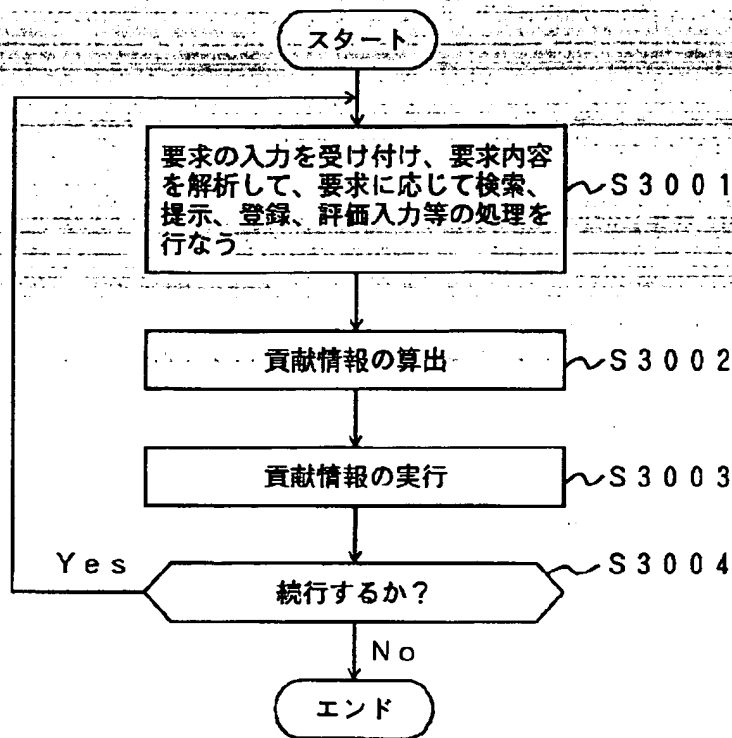 スタート
要求の入力を受け付け、要求内容
を解析して、要求に応じて検索、
提示、登録、評価入力等の処理を
行なう
S3001
貢献情報の算出
S3002
貢献情報の実行
S3003
続行するか?
S3004
Yes
No
エンド